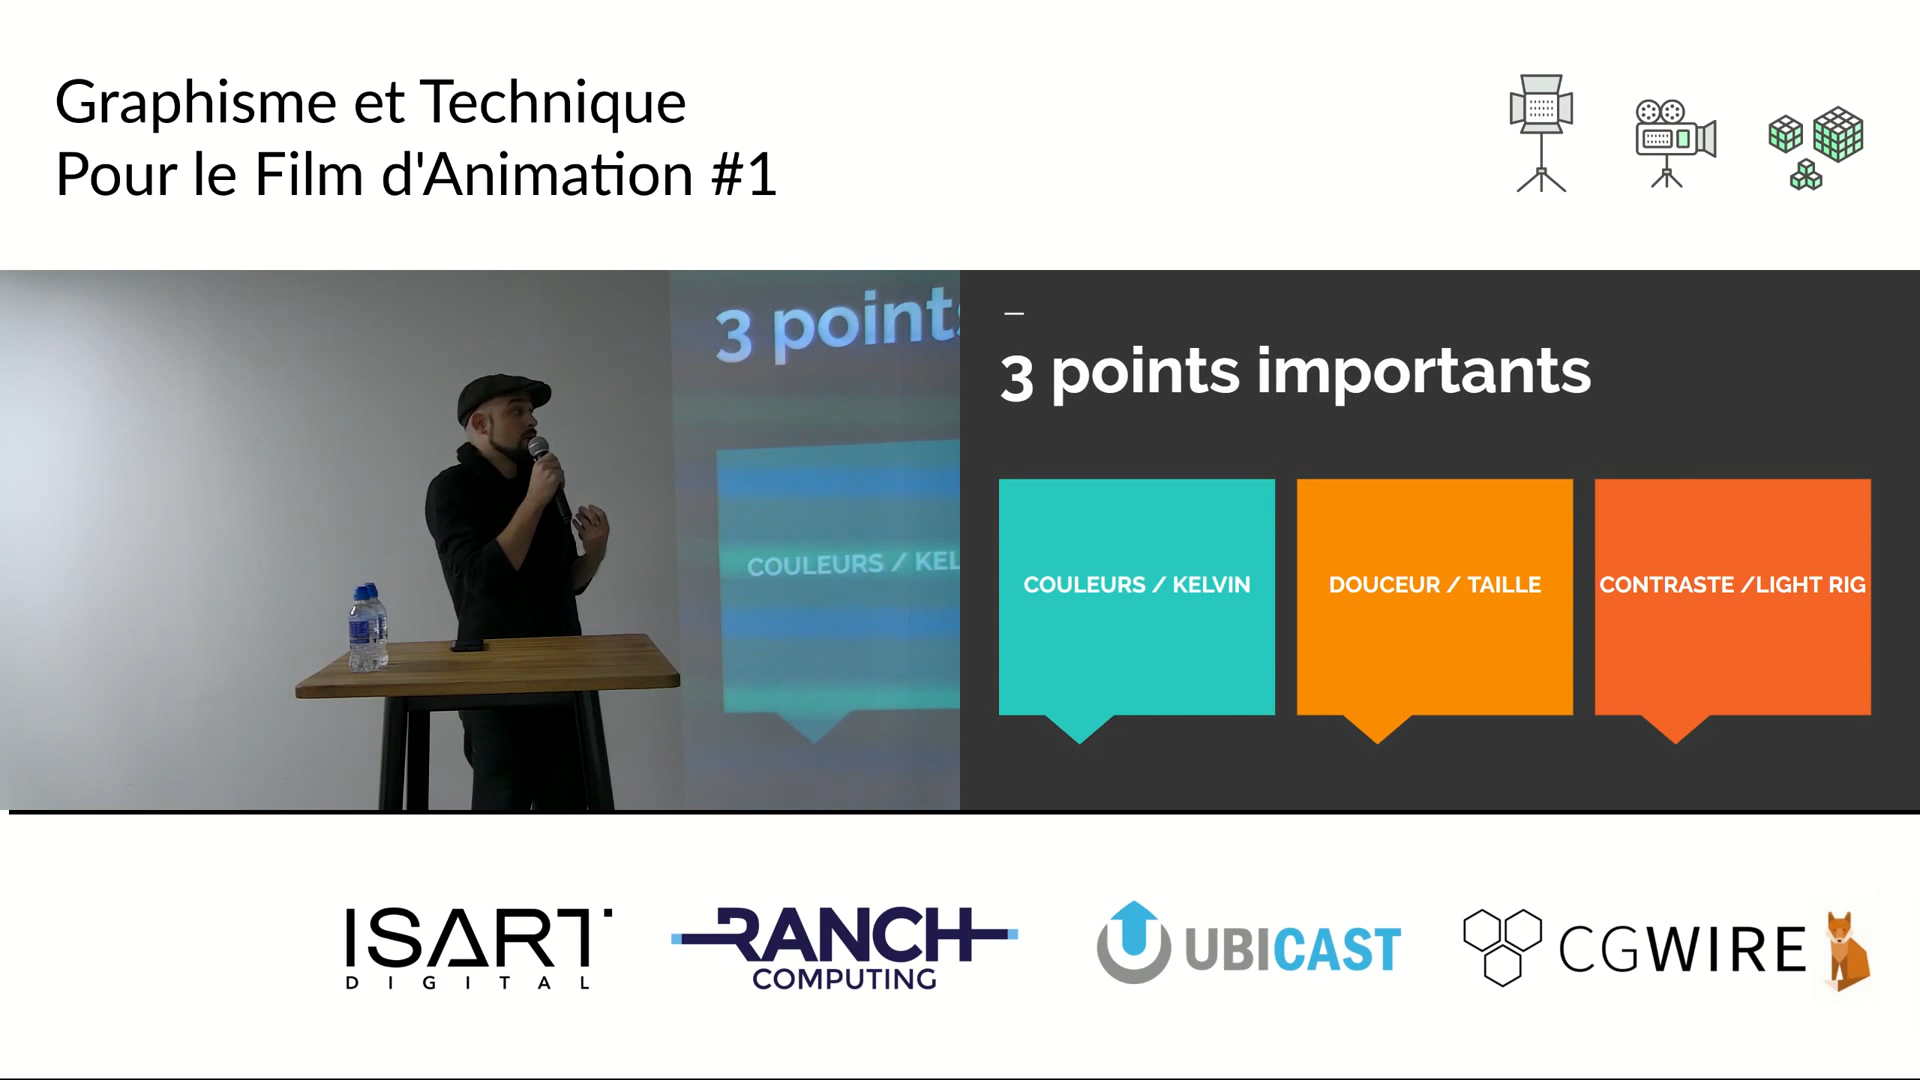 Graphisme et Technique
Pour le Film d'Animation #1
3 points
COULEURS / KEL
3 points importants
COULEURS / KELVIN
DOUCEUR / TAILLE
CONTRASTE /LIGHT RIG
ISART
DIGITAL
RANCH
COMPUTING
UBICAST
CGWIRE